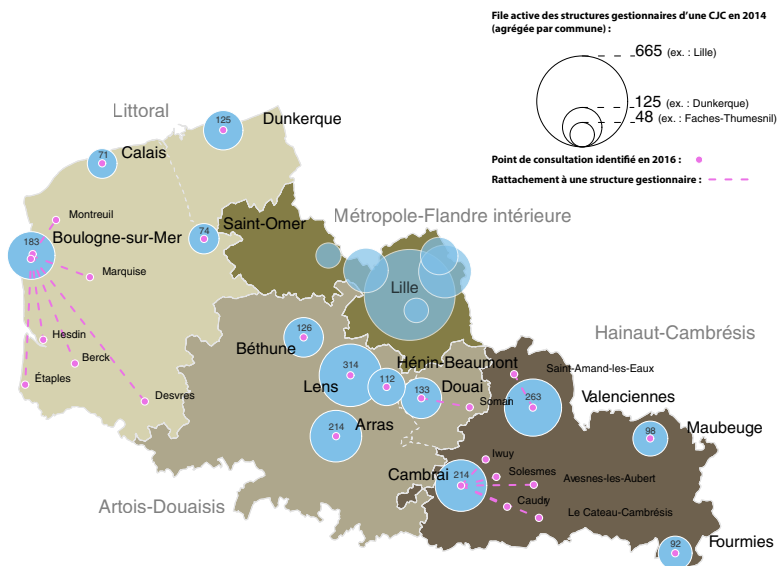 File active des structures gestionnaires d'une CJC en 2014
(agrégée par commune) :
665 (ex. : Lille)
125 (ex. : Dunkerque)
48 (ex. : Faches-Thumesnil)
Point de consultation identifié en 2016 :
Rattachement à une structure gestionnaire :
Littoral
125
Dunkerque
71
Calais
Montreuil
183
Boulogne-sur-Mer
74
Saint-Omer
Métropole-Flandre intérieure
Marquise
Lille
Hesdin
Berck
Étaples
Desvres
126
Béthune
Hainaut-Cambrésis
314
Lens
112
Hénin-Beaumont
133
Douai
Somain
Saint-Amand-les-Eaux
263
Valenciennes
214
Arras
98
Maubeuge
Artois-Douaisis
Cambrai
214
Iwuy
Solesmes
Avesnes-les-Aubert
Caudry
Le Cateau-Cambrésis
92
Fourmies